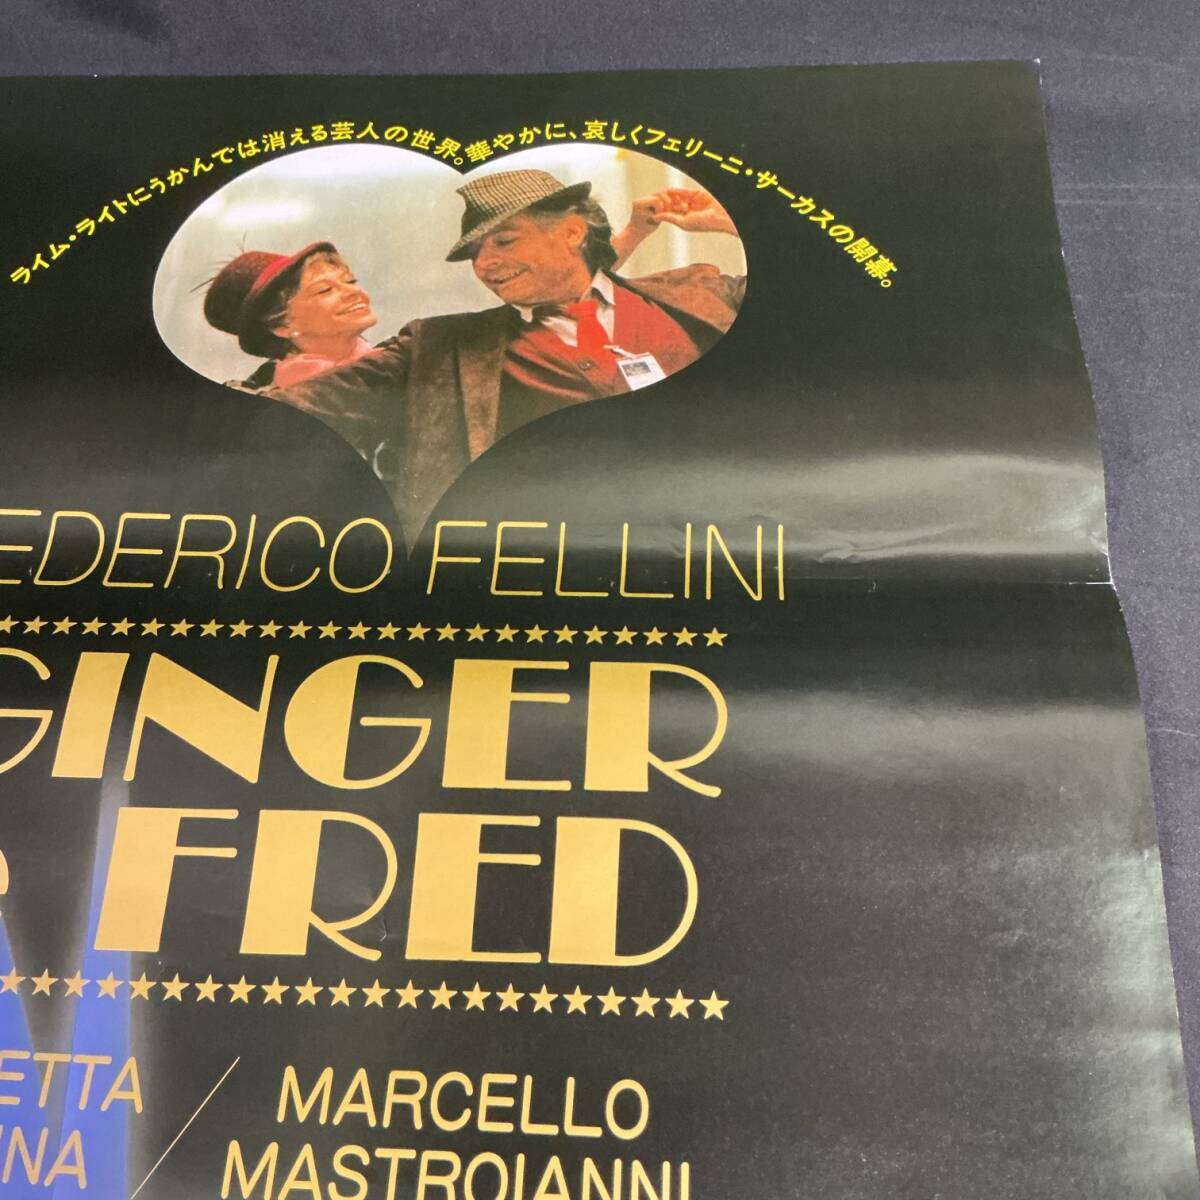 ライム・ライトにうかんでは消える芸人の世界。華やかに、哀しくフェリーニ・サーカスの開幕。
EDERICO FELLINI
GINGER
& FRED
ETTA
INA
MARCELLO
MASTROIANNI